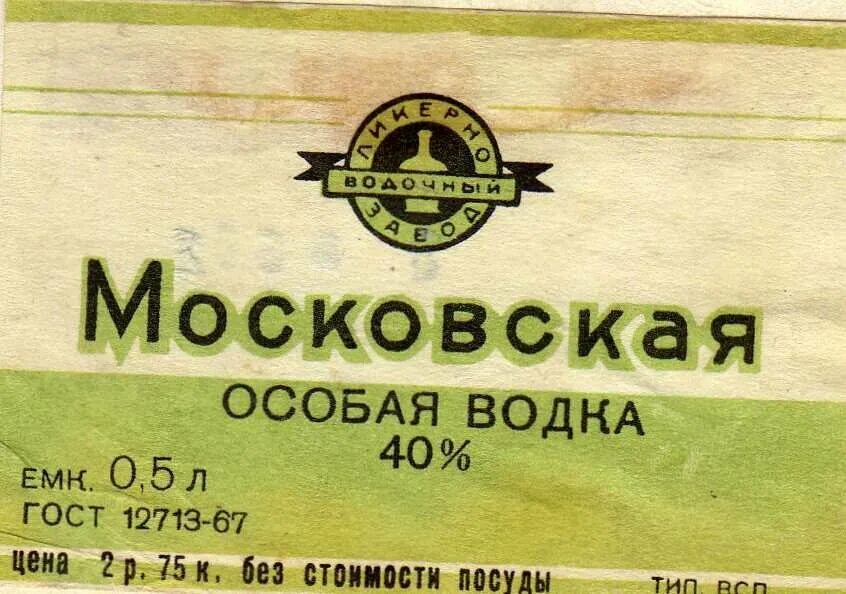 ЛИКЕРНО
ВОДОЧНЫЙ
ЗАВОД
Московская
ОСОБАЯ ВОДКА
40%
ЕМК. 0,5 л
ГОСТ 12713-67
цена 2 р. 75 к. без стоимости посуды
ТИП. ВСП